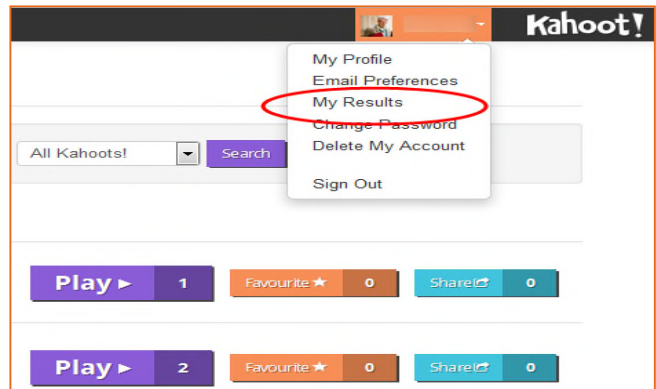 Kahoot!
My Profile
Email Preferences
My Results
Change Password
Delete My Account
Sign Out
All Kahoots! Search
Play 1 Favourite 0 Share! 0
Play 2 Favourite 0 Share! 0